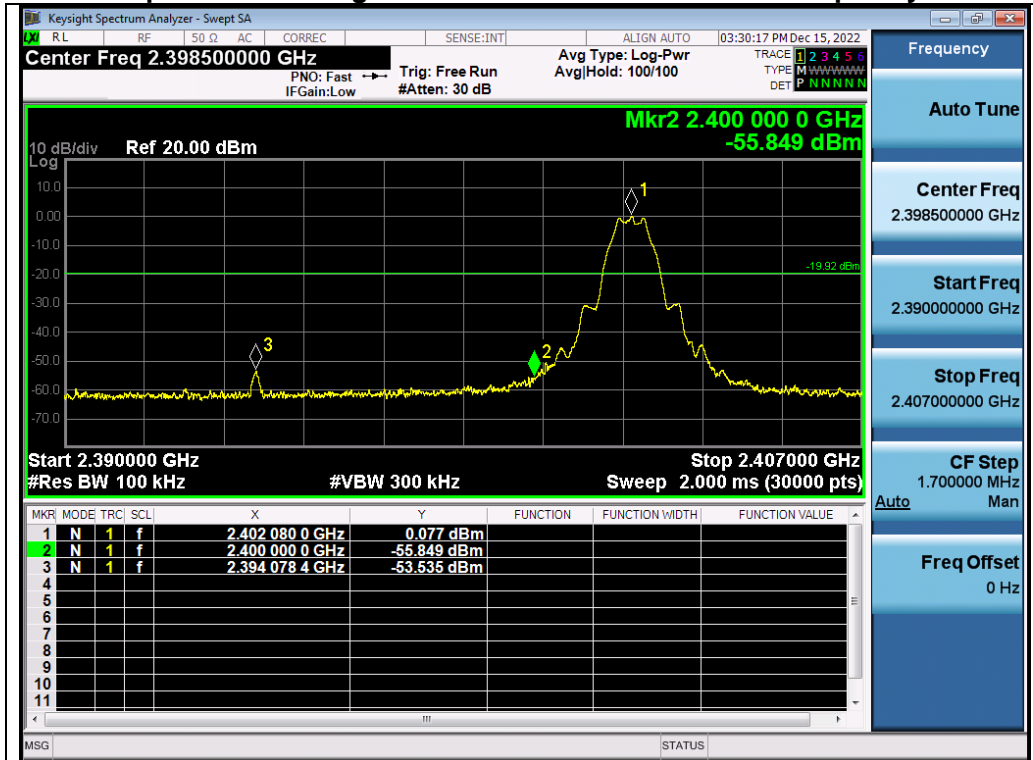 Keysight Spectrum Analyzer - Swept SA
LXI RL RF 50 Ω AC CORREC SENSE:INT ALIGN AUTO 03:30:17 PM Dec 15, 2022
Center Freq 2.398500000 GHz
PNO: Fast
IFGain:Low
Trig: Free Run
#Atten: 30 dB
Avg Type: Log-Pwr
Avg|Hold: 100/100
TRACE 1 2 3 4 5 6
TYPE M WWWWW
DET P N N N N N
Mkr2 2.400 000 0 GHz
-55.849 dBm
10 dB/div Ref 20.00 dBm
Log
10.0
0.00
-10.0
-20.0
-30.0
-40.0
-50.0
-60.0
-70.0
1
-19.92 dBm
3
2
Start 2.390000 GHz Stop 2.407000 GHz
#Res BW 100 kHz #VBW 300 kHz Sweep 2.000 ms (30000 pts)
MKR MODE TRC SCL X Y FUNCTION FUNCTION WIDTH FUNCTION VALUE
1 N 1 f 2.402 080 0 GHz 0.077 dBm
2 N 1 f 2.400 000 0 GHz -55.849 dBm
3 N 1 f 2.394 078 4 GHz -53.535 dBm
4
5
6
7
8
9
10
11
MSG STATUS
Frequency
Auto Tune
Center Freq
2.398500000 GHz
Start Freq
2.390000000 GHz
Stop Freq
2.407000000 GHz
CF Step
1.700000 MHz
Auto Man
Freq Offset
0 Hz